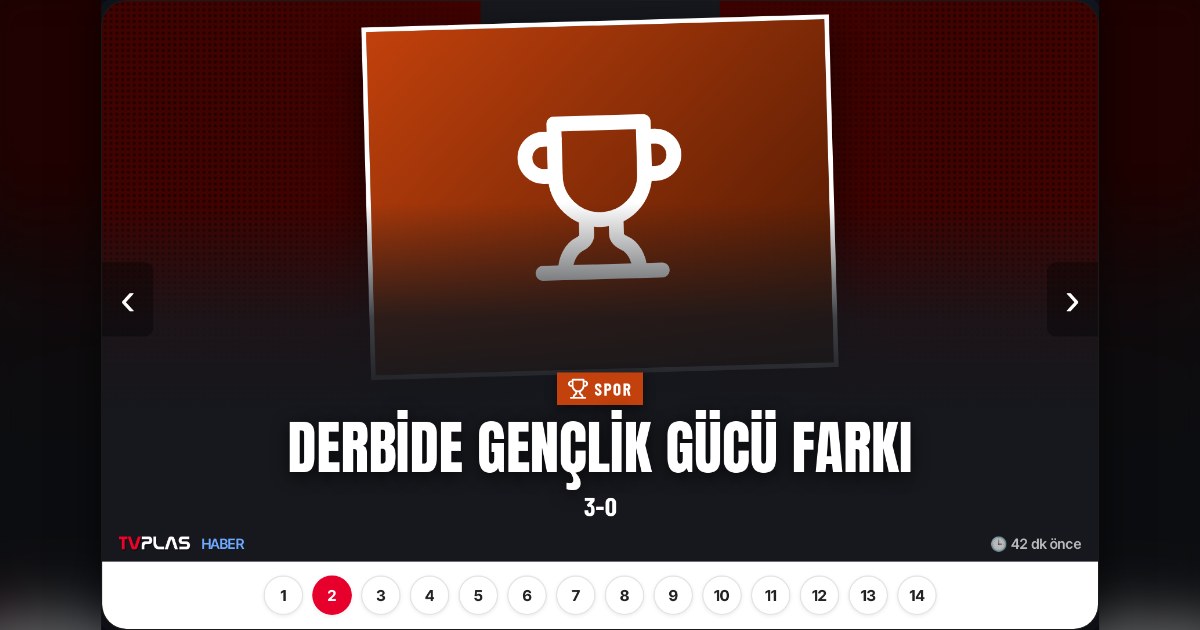 SPOR
DERBİDE GENÇLİK GÜCÜ FARKI
3-0
TVPLAS HABER
42 dk önce
1 2 3 4 5 6 7 8 9 10 11 12 13 14